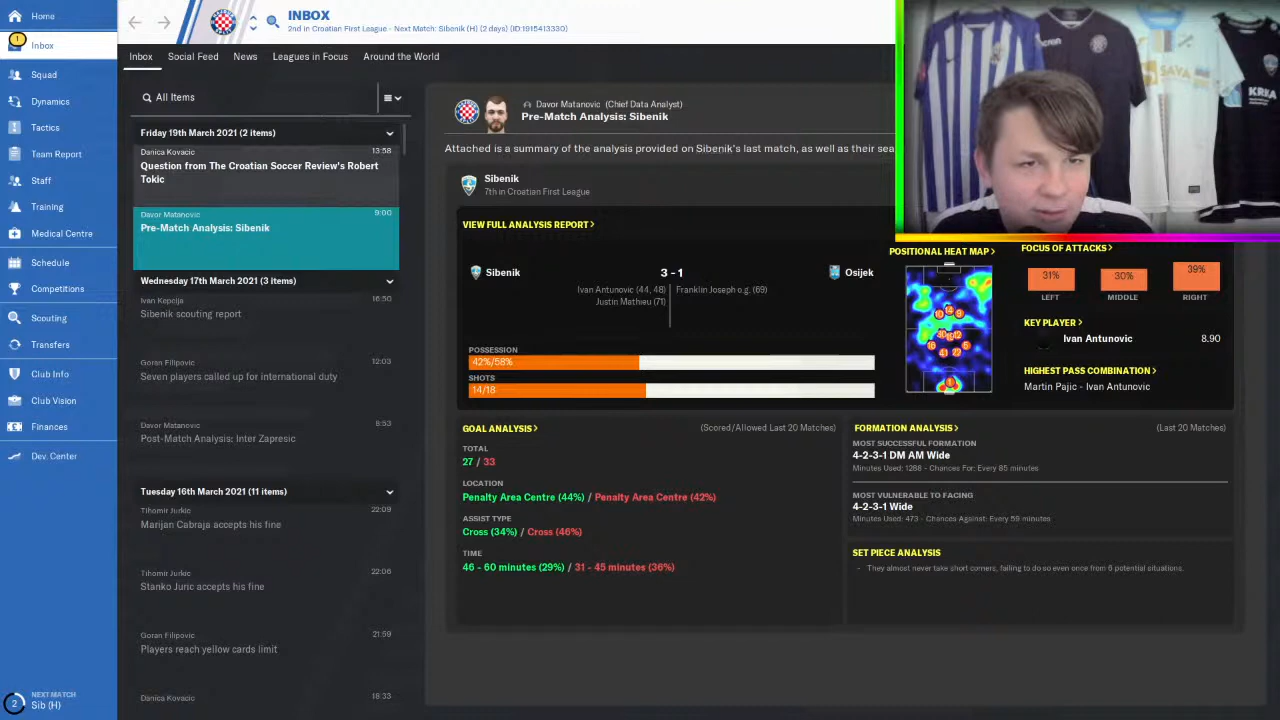 Home
INBOX
2nd in Croatian First League - Next Match: Sibenik (H) (2 days) (ID:1915413330)
1
Inbox
Squad
Dynamics
Tactics
Team Report
Staff
Training
Medical Centre
Schedule
Competitions
Scouting
Transfers
Club Info
Club Vision
Finances
Dev. Center
2
NEXT MATCH
Sib (H)
Inbox Social Feed News Leagues in Focus Around the World
All Items
Friday 19th March 2021 (2 items)
Danica Kovacic 13:58
Question from The Croatian Soccer Review's Robert
Tokic
Davor Matanovic 9:00
Pre-Match Analysis: Sibenik
Wednesday 17th March 2021 (3 items)
Ivan Kepcija 16:50
Sibenik scouting report
Goran Filipovic 12:03
Seven players called up for international duty
Davor Matanovic 8:53
Post-Match Analysis: Inter Zapresic
Tuesday 16th March 2021 (11 items)
Tihomir Jurkic 22:09
Marijan Cabraja accepts his fine
Tihomir Jurkic 22:06
Stanko Juric accepts his fine
Goran Filipovic 21:59
Players reach yellow cards limit
Danica Kovacic 18:33
Davor Matanovic (Chief Data Analyst)
Pre-Match Analysis: Sibenik
Attached is a summary of the analysis provided on Sibenik's last match, as well as their sea
Sibenik
7th in Croatian First League
VIEW FULL ANALYSIS REPORT
Sibenik 3 - 1 Osijek
Ivan Antunovic (44, 48) Franklin Joseph o.g. (69)
Justin Mathieu (71)
POSSESSION
42%/58%
SHOTS
14/18
POSITIONAL HEAT MAP
FOCUS OF ATTACKS
31% 30% 39%
LEFT MIDDLE RIGHT
KEY PLAYER
Ivan Antunovic 8.90
HIGHEST PASS COMBINATION
Martin Pajic - Ivan Antunovic
GOAL ANALYSIS (Scored/Allowed Last 20 Matches)
TOTAL
27 / 33
LOCATION
Penalty Area Centre (44%) / Penalty Area Centre (42%)
ASSIST TYPE
Cross (34%) / Cross (46%)
TIME
46 - 60 minutes (29%) / 31 - 45 minutes (36%)
FORMATION ANALYSIS (Last 20 Matches)
MOST SUCCESSFUL FORMATION
4-2-3-1 DM AM Wide
Minutes Used: 1288 - Chances For: Every 85 minutes
MOST VULNERABLE TO FACING
4-2-3-1 Wide
Minutes Used: 473 - Chances Against: Every 59 minutes
SET PIECE ANALYSIS
- They almost never take short corners, failing to do so even once from 6 potential situations.
SAVA
KRKA